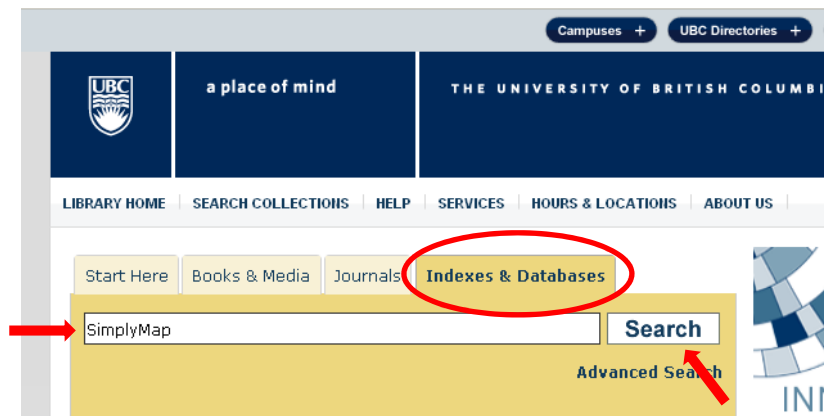 Campuses + UBC Directories +
UBC a place of mind THE UNIVERSITY OF BRITISH COLUMBI
LIBRARY HOME SEARCH COLLECTIONS HELP SERVICES HOURS & LOCATIONS ABOUT US
Start Here Books & Media Journals Indexes & Databases
SimplyMap Search
Advanced Search
INN